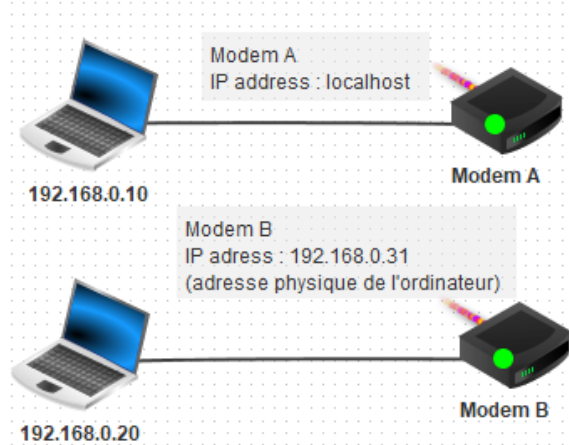 Modem A
IP address : localhost
Modem A
192.168.0.10
Modem B
IP adress : 192.168.0.31
(adresse physique de l'ordinateur)
Modem B
192.168.0.20